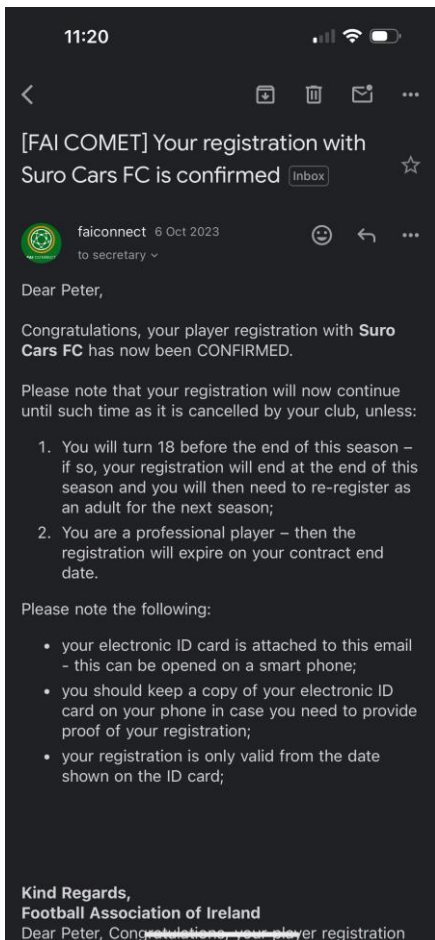 11:20
[FAI COMET] Your registration with
Suro Cars FC is confirmed Inbox
faiconnect 6 Oct 2023
to secretary
Dear Peter,
Congratulations, your player registration with Suro
Cars FC has now been CONFIRMED.
Please note that your registration will now continue
until such time as it is cancelled by your club, unless:
1. You will turn 18 before the end of this season –
if so, your registration will end at the end of this
season and you will then need to re-register as
an adult for the next season;
2. You are a professional player – then the
registration will expire on your contract end
date.
Please note the following:
• your electronic ID card is attached to this email
- this can be opened on a smart phone;
• you should keep a copy of your electronic ID
card on your phone in case you need to provide
proof of your registration;
• your registration is only valid from the date
shown on the ID card;
Kind Regards,
Football Association of Ireland
Dear Peter, Congratulations, your player registration